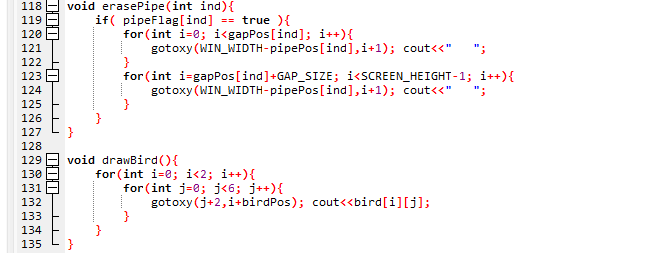 118 void erasePipe(int ind){
119     if( pipeFlag[ind] == true ){
120         for(int i=0; i<gapPos[ind]; i++){
121             gotoxy(WIN_WIDTH-pipePos[ind],i+1); cout<<"   ";
122         }
123         for(int i=gapPos[ind]+GAP_SIZE; i<SCREEN_HEIGHT-1; i++){
124             gotoxy(WIN_WIDTH-pipePos[ind],i+1); cout<<"   ";
125         }
126     }
127 }
128
129 void drawBird(){
130     for(int i=0; i<2; i++){
131         for(int j=0; j<6; j++){
132             gotoxy(j+2,i+birdPos); cout<<bird[i][j];
133         }
134     }
135 }